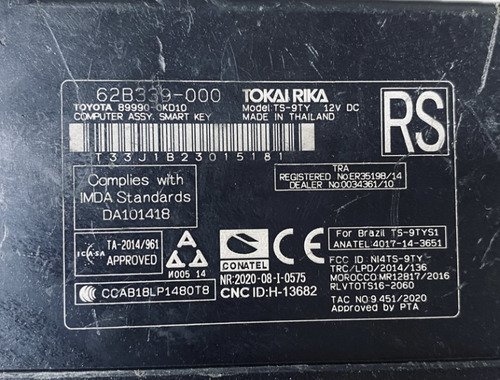 62B339-000
TOKAI RIKA
TOYOTA 89990-0KD10
Model:TS-9TY 12V DC
COMPUTER ASSY, SMART KEY
MADE IN THAILAND
RS
T33J1B23015181
Complies with
IMDA Standards
DA101418
TRA
REGISTERED No:ER35198/14
DEALER No:0034361/10
ICASA
TA-2014/961
APPROVED
M005 14
CONATEL
NR:2020-08-I-0575
CNC ID:H-13682
For Brazil TS-9TYS1
ANATEL:4017-14-3651
FCC ID: NI4TS-9TY
TRC/LPD/2014/136
MOROCCO MR12817/2016
RLVTOTS16-2060
CCAB18LP1480T8
TAC NO:9.451/2020
Approved by PTA